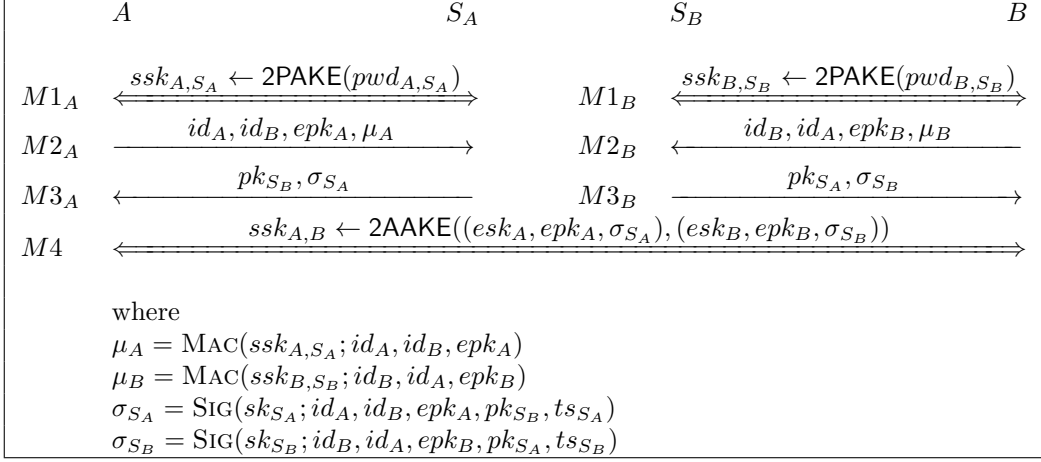 A S_A S_B B
ssk_{A,S_A} ← 2PAKE(pwd_{A,S_A}) ssk_{B,S_B} ← 2PAKE(pwd_{B,S_B})
M1_A M1_B
id_A, id_B, epk_A, μ_A id_B, id_A, epk_B, μ_B
M2_A M2_B
pk_{S_B}, σ_{S_A} pk_{S_A}, σ_{S_B}
M3_A M3_B
ssk_{A,B} ← 2AAKE((esk_A, epk_A, σ_{S_A}), (esk_B, epk_B, σ_{S_B}))
M4
where
μ_A = MAC(ssk_{A,S_A}; id_A, id_B, epk_A)
μ_B = MAC(ssk_{B,S_B}; id_B, id_A, epk_B)
σ_{S_A} = SIG(sk_{S_A}; id_A, id_B, epk_A, pk_{S_B}, ts_{S_A})
σ_{S_B} = SIG(sk_{S_B}; id_B, id_A, epk_B, pk_{S_A}, ts_{S_B})